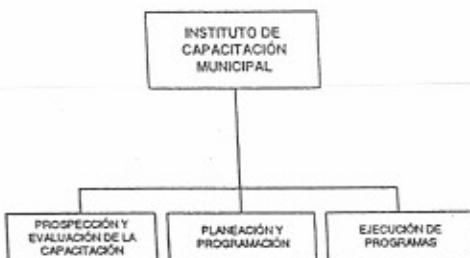 INSTITUTO DE
CAPACITACIÓN
MUNICIPAL
PROSPECCIÓN Y
EVALUACIÓN DE LA
CAPACITACIÓN
PLANEACIÓN Y
PROGRAMACIÓN
EJECUCIÓN DE
PROGRAMAS